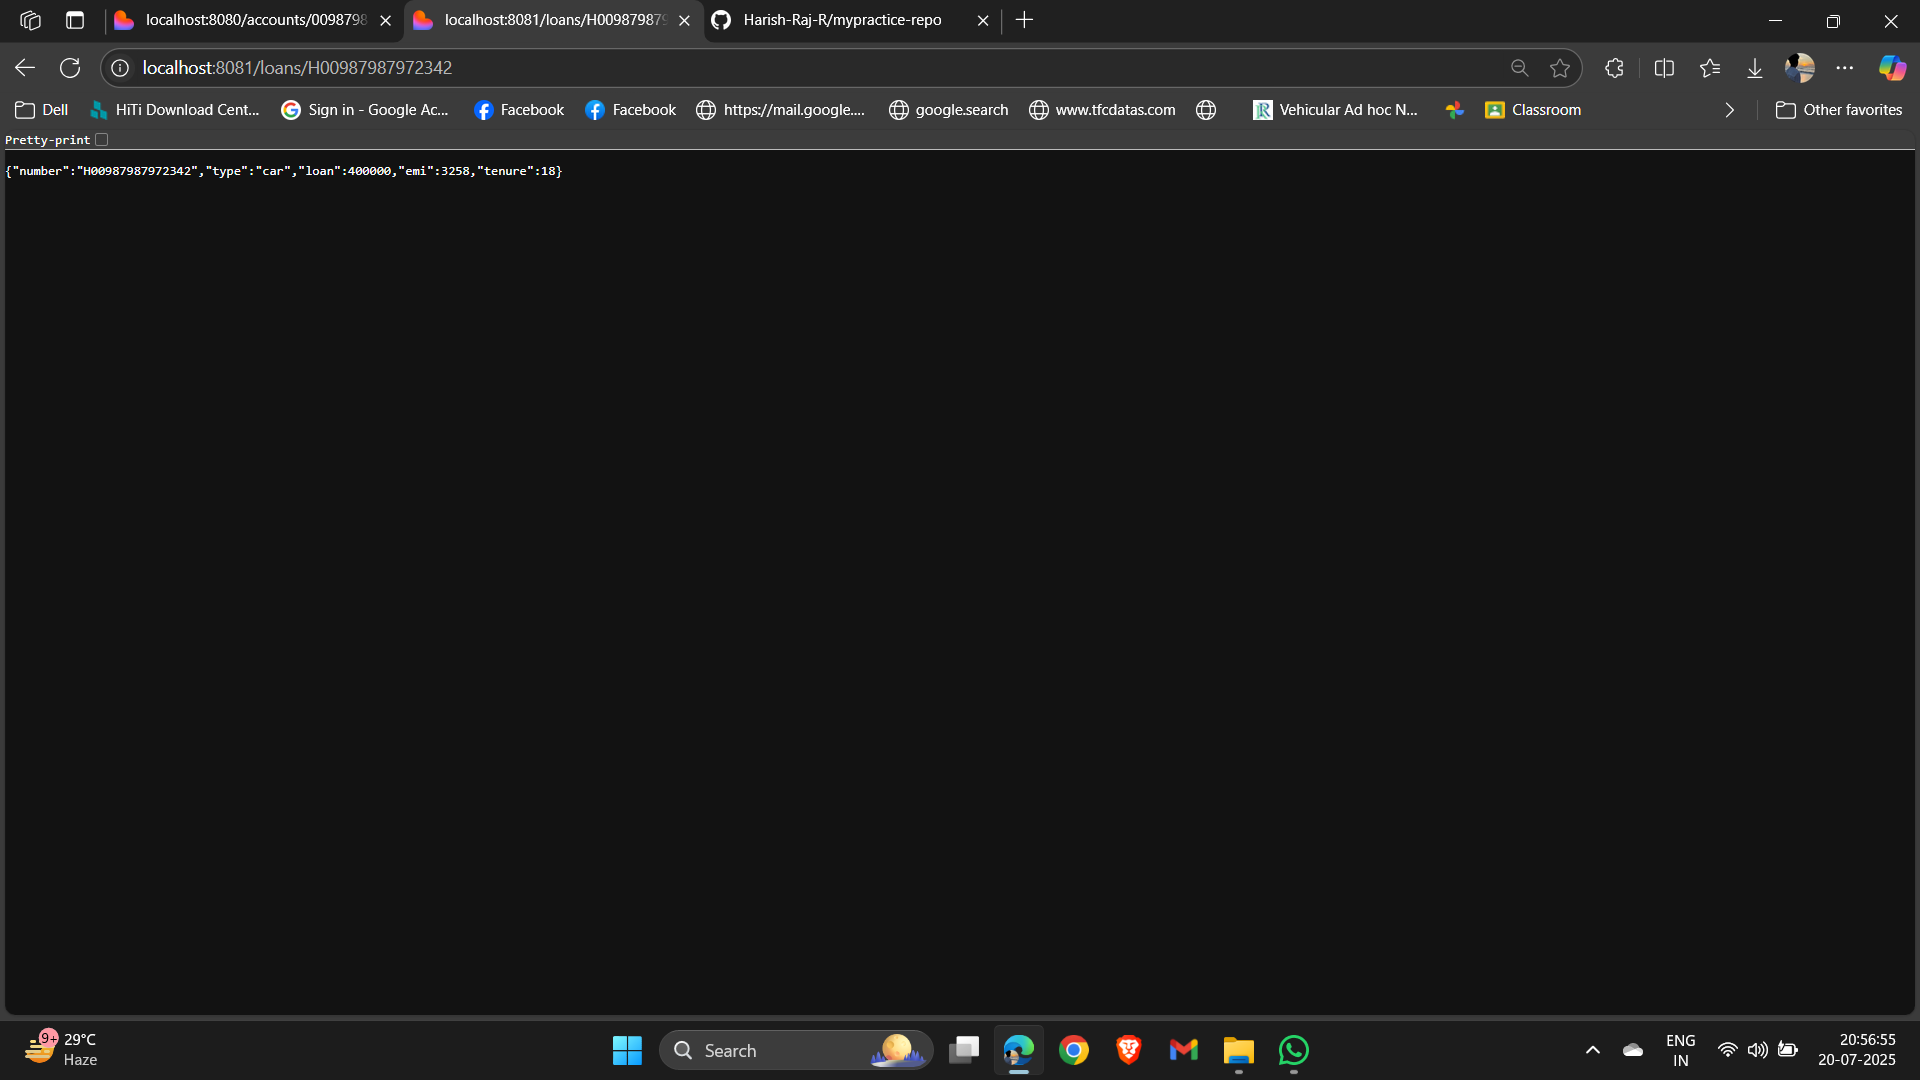 localhost:8080/accounts/0098798
localhost:8081/loans/H009879879
Harish-Raj-R/mypractice-repo
localhost:8081/loans/H00987987972342
Dell
HiTi Download Cent...
Sign in - Google Ac...
Facebook
Facebook
https://mail.google....
google.search
www.tfcdatas.com
Vehicular Ad hoc N...
Classroom
Other favorites
Pretty-print
{"number":"H00987987972342","type":"car","loan":400000,"emi":3258,"tenure":18}
9+
29°C
Haze
Search
ENG
IN
20:56:55
20-07-2025